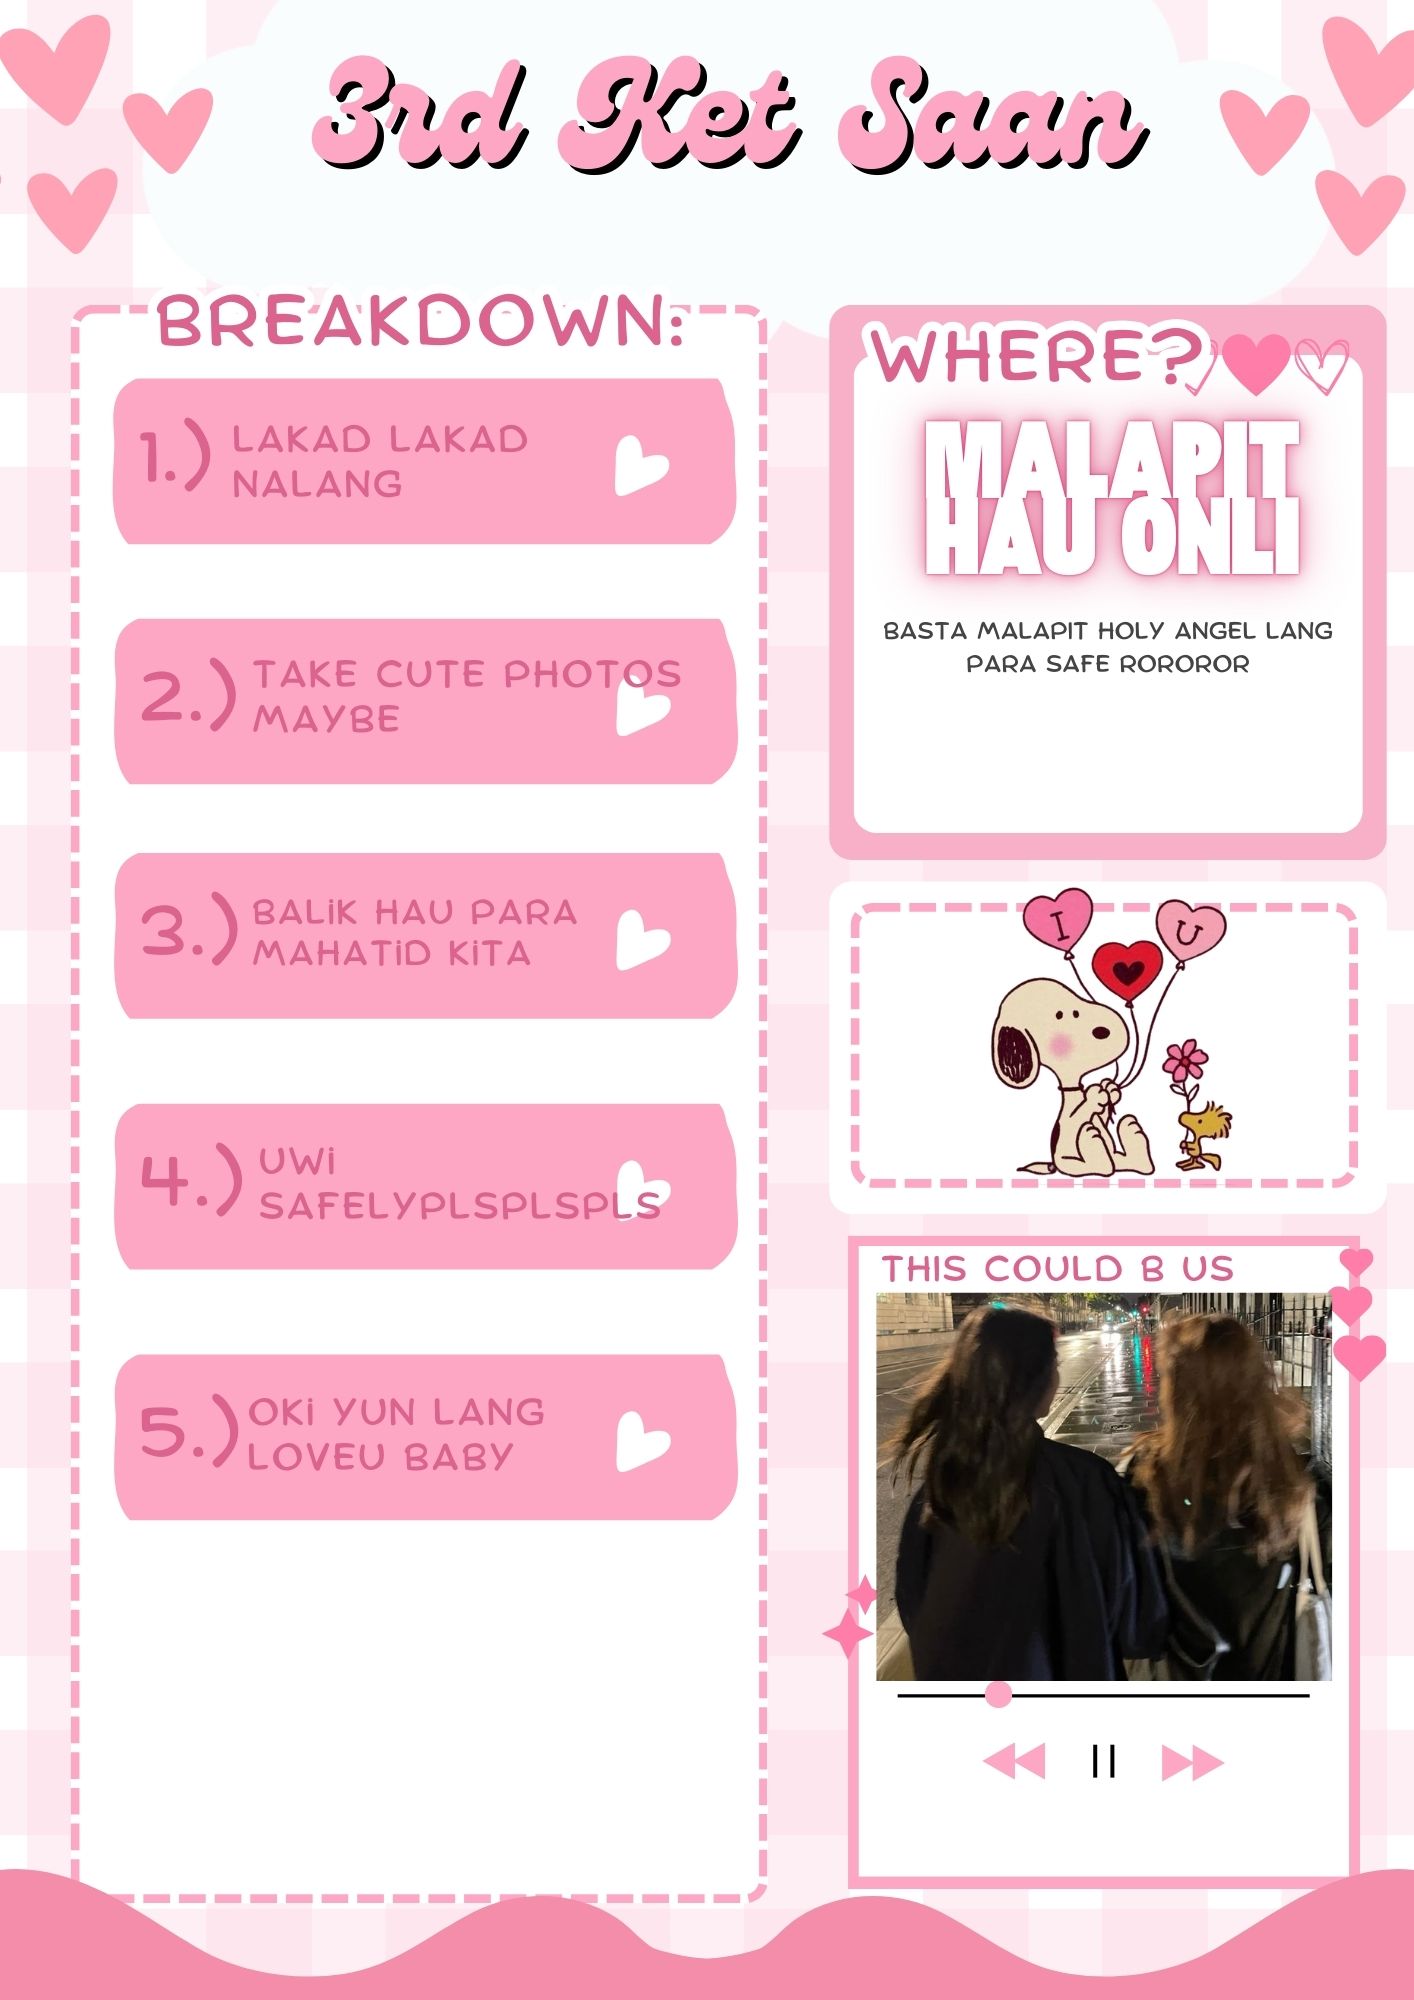 3rd Ket Saan
BREAKDOWN:
1.) LAKAD LAKAD
NALANG
2.) TAKE CUTE PHOTOS
MAYBE
3.) BALIK HAU PARA
MAHATID KITA
4.) UWI
SAFELYPLSPLSPLS
5.) OKI YUN LANG
LOVEU BABY
WHERE?
MALAPIT
HAU ONLI
BASTA MALAPIT HOLY ANGEL LANG
PARA SAFE ROROROR
I U
THIS COULD B US